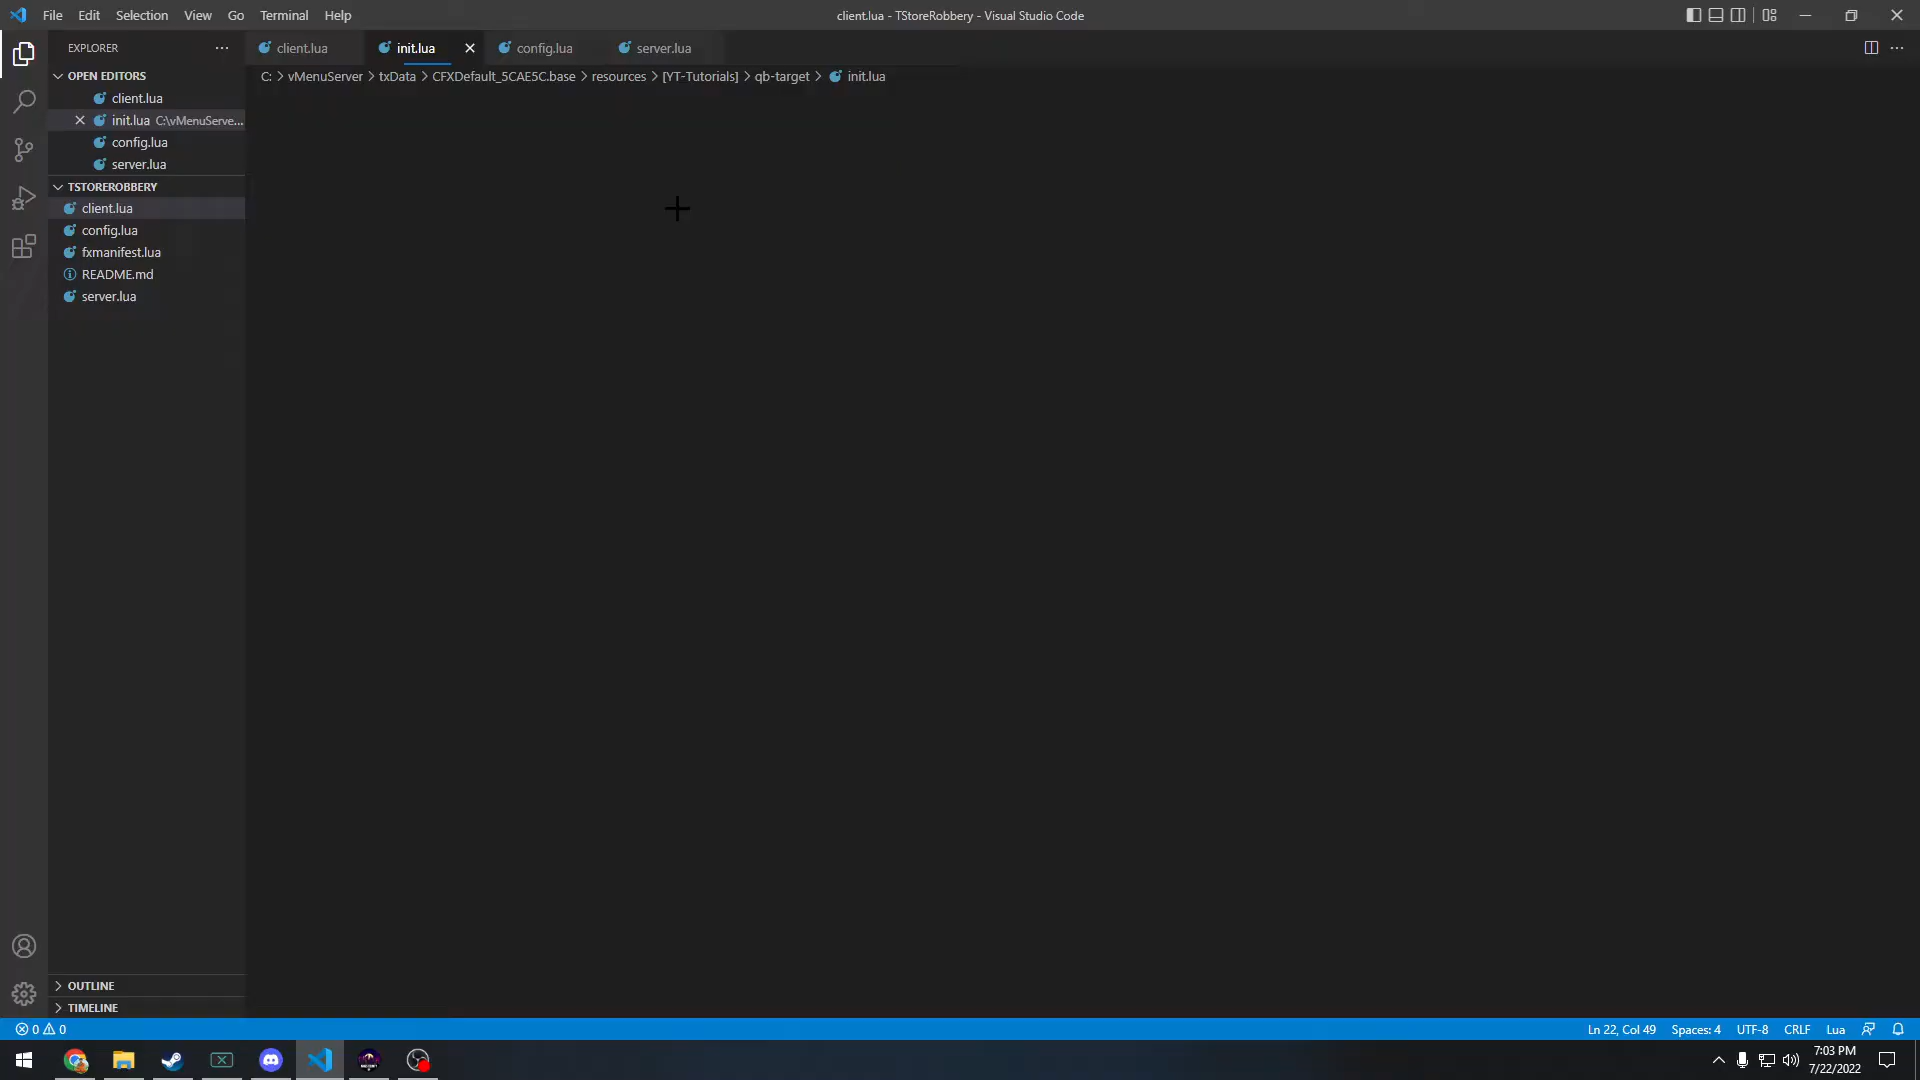 File Edit Selection View Go Terminal Help
client.lua - TStoreRobbery - Visual Studio Code
EXPLORER
client.lua
init.lua
config.lua
server.lua
C: > vMenuServer > txData > CFXDefault_5CAE5C.base > resources > [YT-Tutorials] > qb-target > init.lua
OPEN EDITORS
client.lua
init.lua C:\vMenuServe...
config.lua
server.lua
TSTOREROBBERY
client.lua
config.lua
fxmanifest.lua
README.md
server.lua
OUTLINE
TIMELINE
0 0
Ln 22, Col 49 Spaces: 4 UTF-8 CRLF Lua
7:03 PM
7/22/2022